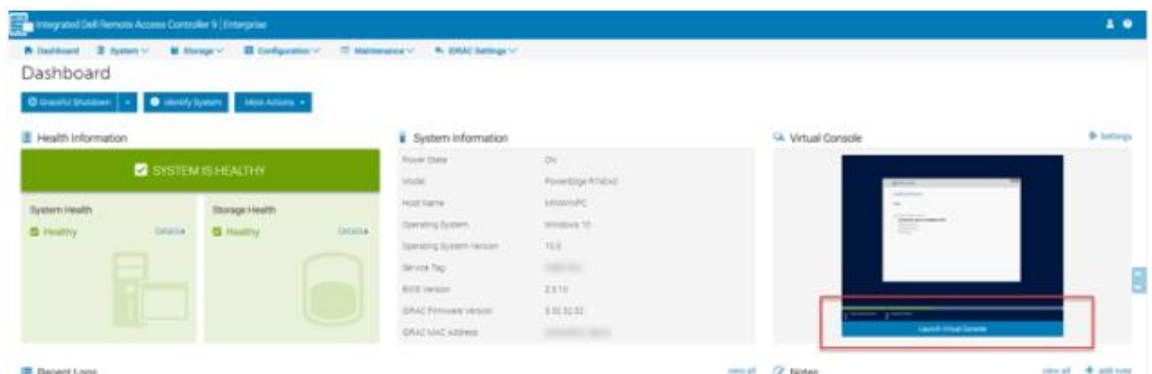 Integrated Dell Remote Access Controller 9 | Enterprise
Dashboard System Storage Configuration Maintenance iDRAC Settings
Dashboard
Graceful Shutdown Identify System More Actions
Health Information
SYSTEM IS HEALTHY
System Health Storage Health
Healthy Details Healthy Details
System Information
Power State ON
Model PowerEdge
Host Name
Operating System Windows 10
Operating System Version 10.0
Service Tag
BIOS Version
iDRAC Firmware Version
iDRAC MAC Address
Virtual Console Settings
Launch Virtual Console
Recent Logs view all
Notes view all add note